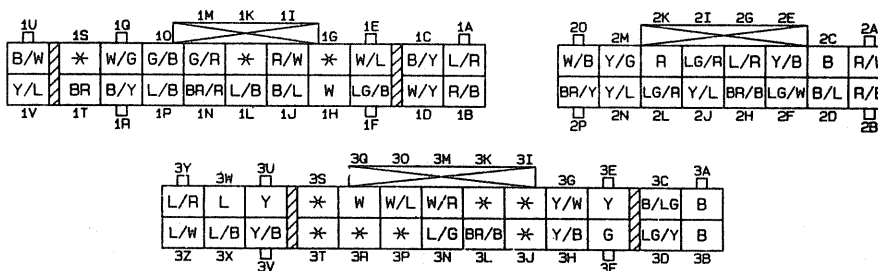 1M 1K 1I
1U 1S 1Q 1O 1G 1E 1C 1A
B/W * W/G G/B G/R * R/W * W/L B/Y L/R
Y/L BR B/Y L/B BR/R L/B B/L W LG/B W/Y R/B
1V 1T 1R 1P 1N 1L 1J 1H 1F 1D 1B
2K 2I 2G 2E
2O 2M 2C 2A
W/B Y/G R LG/R L/R Y/B B R/W
BR/Y Y/L LG/R Y/L BR/B LG/W B/L R/B
2P 2N 2L 2J 2H 2F 2D 2B
3Q 3O 3M 3K 3I
3Y 3W 3U 3S 3G 3E 3C 3A
L/R L Y * W W/L W/R * * Y/W Y B/LG B
L/W L/B Y/B * * * L/G BR/B * Y/B G LG/Y B
3Z 3X 3V 3T 3R 3P 3N 3L 3J 3H 3F 3D 3B